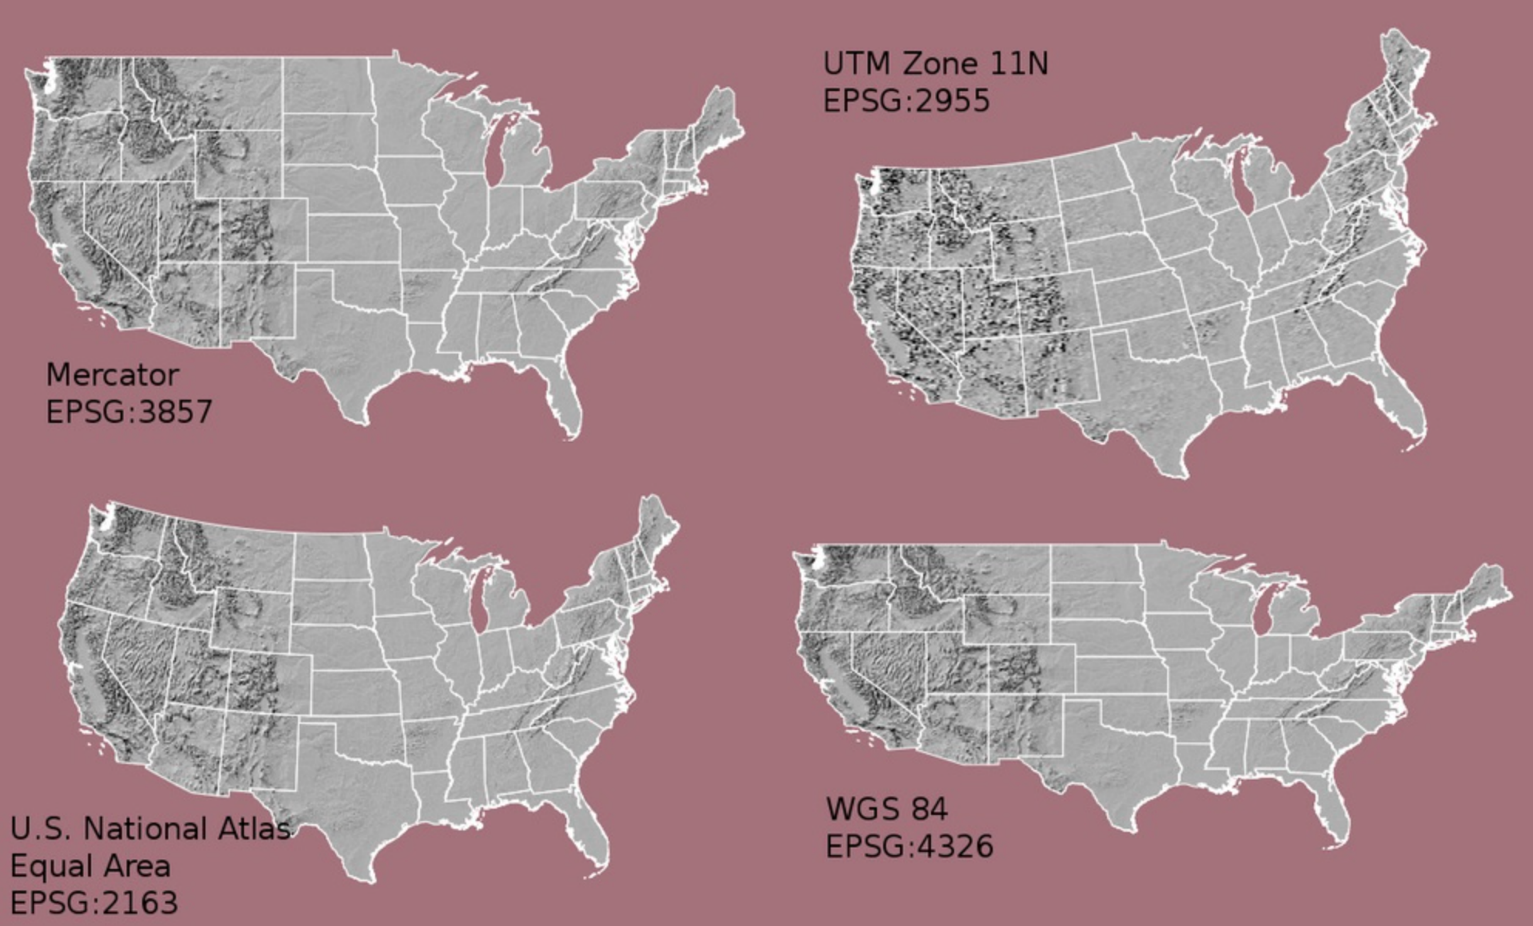 Mercator
EPSG:3857
UTM Zone 11N
EPSG:2955
U.S. National Atlas
Equal Area
EPSG:2163
WGS 84
EPSG:4326